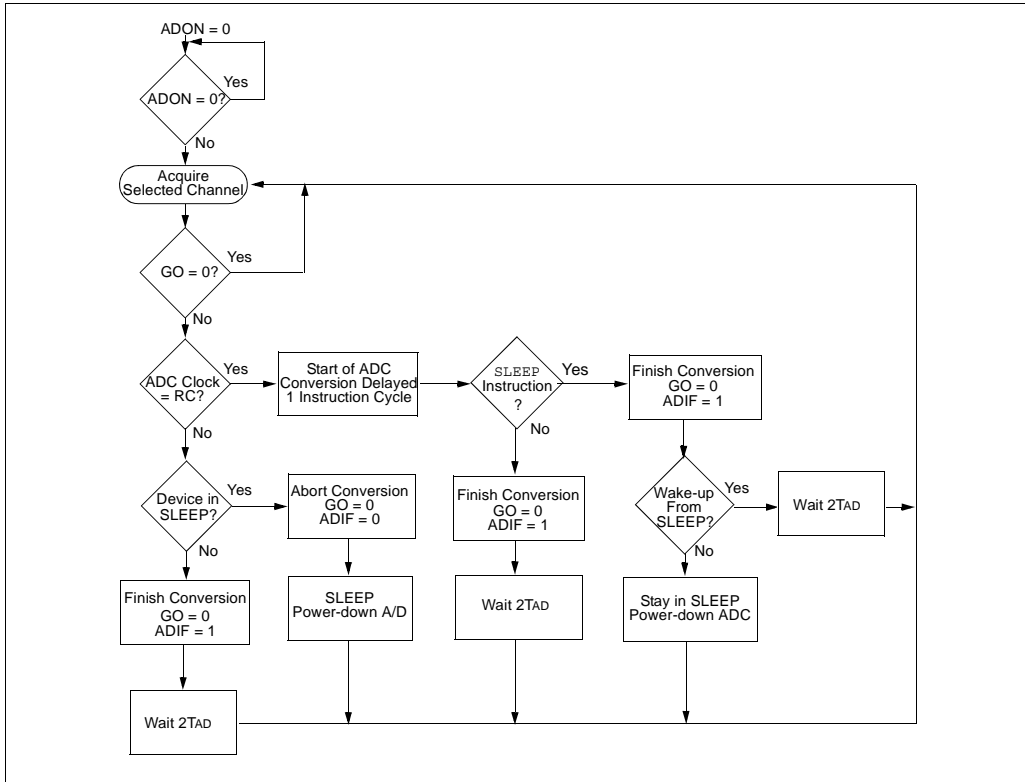 ADON = 0
Yes
ADON = 0?
No
Acquire
Selected Channel
Yes
GO = 0?
No
Yes
ADC Clock
= RC?
No
Start of ADC
Conversion Delayed
1 Instruction Cycle
SLEEP
Instruction
?
Yes
No
Finish Conversion
GO = 0
ADIF = 1
Device in
SLEEP?
Yes
No
Abort Conversion
GO = 0
ADIF = 0
Finish Conversion
GO = 0
ADIF = 1
Wake-up
From
SLEEP?
Yes
No
Wait 2TAD
Finish Conversion
GO = 0
ADIF = 1
SLEEP
Power-down A/D
Wait 2TAD
Stay in SLEEP
Power-down ADC
Wait 2TAD